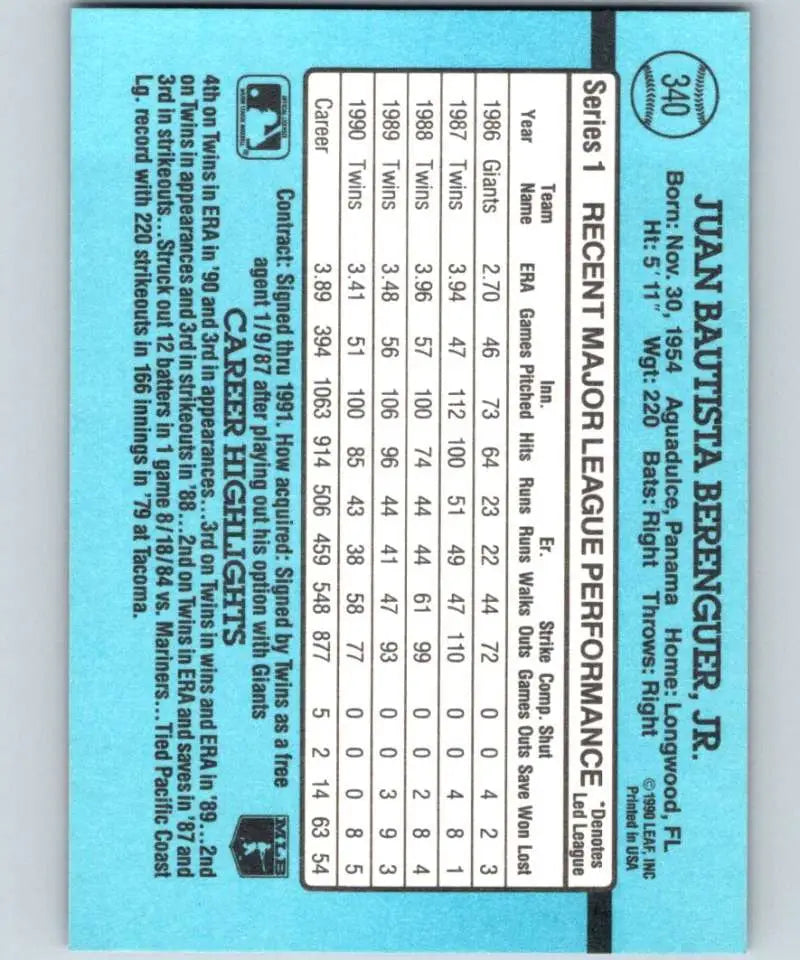 340
JUAN BAUTISTA BERENGUER, JR.
Born: Nov. 30, 1954 Aguadulce, Panama Home: Longwood, FL
Ht: 5' 11" Wgt: 220 Bats: Right Throws: Right
© 1990 LEAF, INC
Printed in USA
Series 1 RECENT MAJOR LEAGUE PERFORMANCE *Denotes
Led League
Team Inn. Er. Strike Comp. Shut
Year Name ERA Games Pitched Hits Runs Runs Walks Outs Games Outs Save Won Lost
1986 Giants 2.70 46 73 64 23 22 44 72 0 0 4 2 3
1987 Twins 3.94 47 112 100 51 49 47 110 0 0 4 8 1
1988 Twins 3.96 57 100 74 44 44 61 99 0 0 2 8 4
1989 Twins 3.48 56 106 96 44 41 47 93 0 0 3 9 3
1990 Twins 3.41 51 100 85 43 38 58 77 0 0 0 8 5
Career 3.89 394 1063 914 506 459 548 877 5 2 14 63 54
Contract: Signed thru 1991. How acquired: Signed by Twins as a free
agent 1/9/87 after playing out his option with Giants
CAREER HIGHLIGHTS
MLB
4th on Twins in ERA in '90 and 3rd in appearances...3rd on Twins in wins and ERA in '89...2nd
on Twins in appearances and 3rd in strikeouts in '88...2nd on Twins in ERA and saves in '87 and
3rd in strikeouts...Struck out 12 batters in 1 game 8/18/84 vs. Mariners...Tied Pacific Coast
Lg. record with 220 strikeouts in 166 innings in '79 at Tacoma.